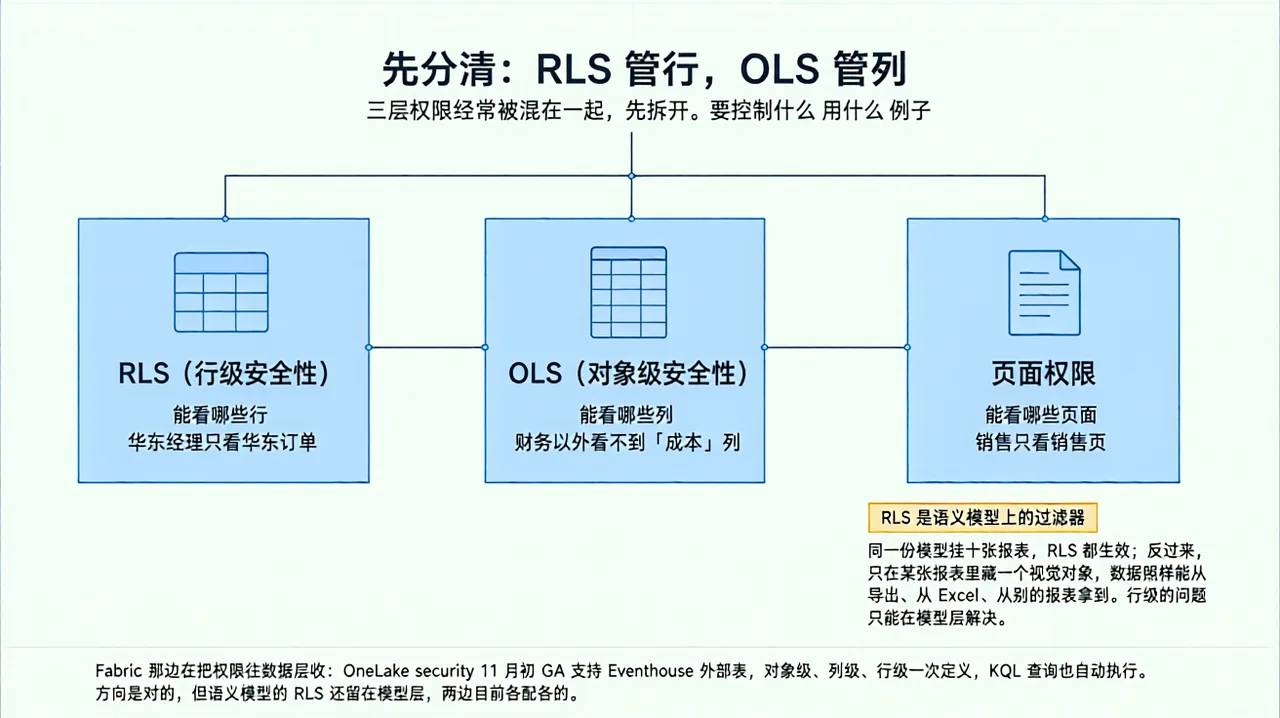 先分清：RLS 管行，OLS 管列
三层权限经常被混在一起，先拆开。要控制什么 用什么 例子
RLS（行级安全性）
能看哪些行
华东经理只看华东订单
OLS（对象级安全性）
能看哪些列
财务以外看不到「成本」列
页面权限
能看哪些页面
销售只看销售页
RLS 是语义模型上的过滤器
同一份模型挂十张报表，RLS 都生效；反过来，
只在某张报表里藏一个视觉对象，数据照样能从
导出、从 Excel、从别的报表拿到。行级的问题
只能在模型层解决。
Fabric 那边在把权限往数据层收：OneLake security 11 月初 GA 支持 Eventhouse 外部表，对象级、列级、行级一次定义，KQL 查询也自动执行。
方向是对的，但语义模型的 RLS 还留在模型层，两边目前各配各的。